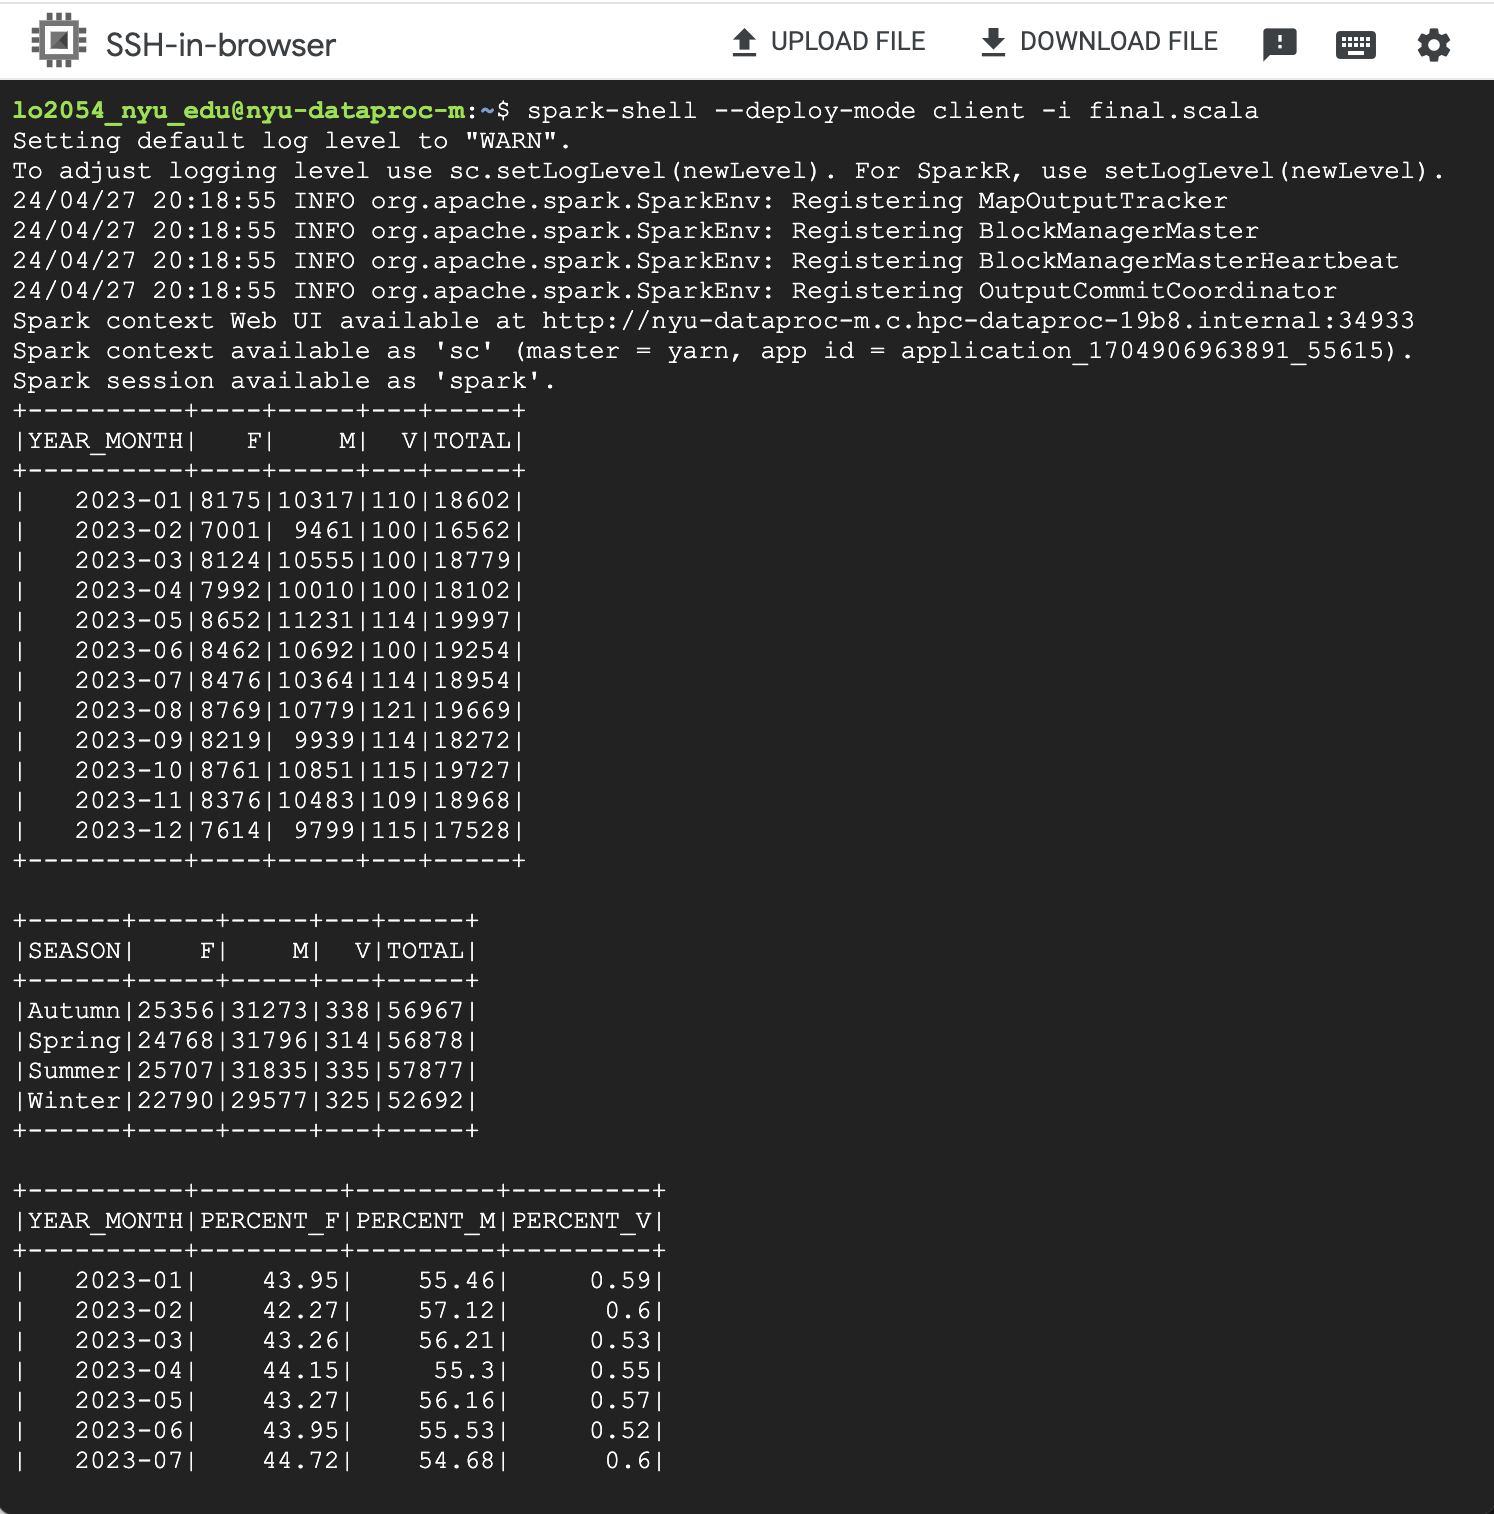 SSH-in-browser UPLOAD FILE DOWNLOAD FILE
lo2054_nyu_edu@nyu-dataproc-m:~$ spark-shell --deploy-mode client -i final.scala
Setting default log level to "WARN".
To adjust logging level use sc.setLogLevel(newLevel). For SparkR, use setLogLevel(newLevel).
24/04/27 20:18:55 INFO org.apache.spark.SparkEnv: Registering MapOutputTracker
24/04/27 20:18:55 INFO org.apache.spark.SparkEnv: Registering BlockManagerMaster
24/04/27 20:18:55 INFO org.apache.spark.SparkEnv: Registering BlockManagerMasterHeartbeat
24/04/27 20:18:55 INFO org.apache.spark.SparkEnv: Registering OutputCommitCoordinator
Spark context Web UI available at http://nyu-dataproc-m.c.hpc-dataproc-19b8.internal:34933
Spark context available as 'sc' (master = yarn, app id = application_1704906963891_55615).
Spark session available as 'spark'.
+----------+----+-----+---+-----+
|YEAR_MONTH|   F|    M|  V|TOTAL|
+----------+----+-----+---+-----+
|   2023-01|8175|10317|110|18602|
|   2023-02|7001| 9461|100|16562|
|   2023-03|8124|10555|100|18779|
|   2023-04|7992|10010|100|18102|
|   2023-05|8652|11231|114|19997|
|   2023-06|8462|10692|100|19254|
|   2023-07|8476|10364|114|18954|
|   2023-08|8769|10779|121|19669|
|   2023-09|8219| 9939|114|18272|
|   2023-10|8761|10851|115|19727|
|   2023-11|8376|10483|109|18968|
|   2023-12|7614| 9799|115|17528|
+----------+----+-----+---+-----+

+------+-----+-----+---+-----+
|SEASON|    F|    M|  V|TOTAL|
+------+-----+-----+---+-----+
|Autumn|25356|31273|338|56967|
|Spring|24768|31796|314|56878|
|Summer|25707|31835|335|57877|
|Winter|22790|29577|325|52692|
+------+-----+-----+---+-----+

+----------+---------+---------+---------+
|YEAR_MONTH|PERCENT_F|PERCENT_M|PERCENT_V|
+----------+---------+---------+---------+
|   2023-01|    43.95|    55.46|     0.59|
|   2023-02|    42.27|    57.12|      0.6|
|   2023-03|    43.26|    56.21|     0.53|
|   2023-04|    44.15|     55.3|     0.55|
|   2023-05|    43.27|    56.16|     0.57|
|   2023-06|    43.95|    55.53|     0.52|
|   2023-07|    44.72|    54.68|      0.6|